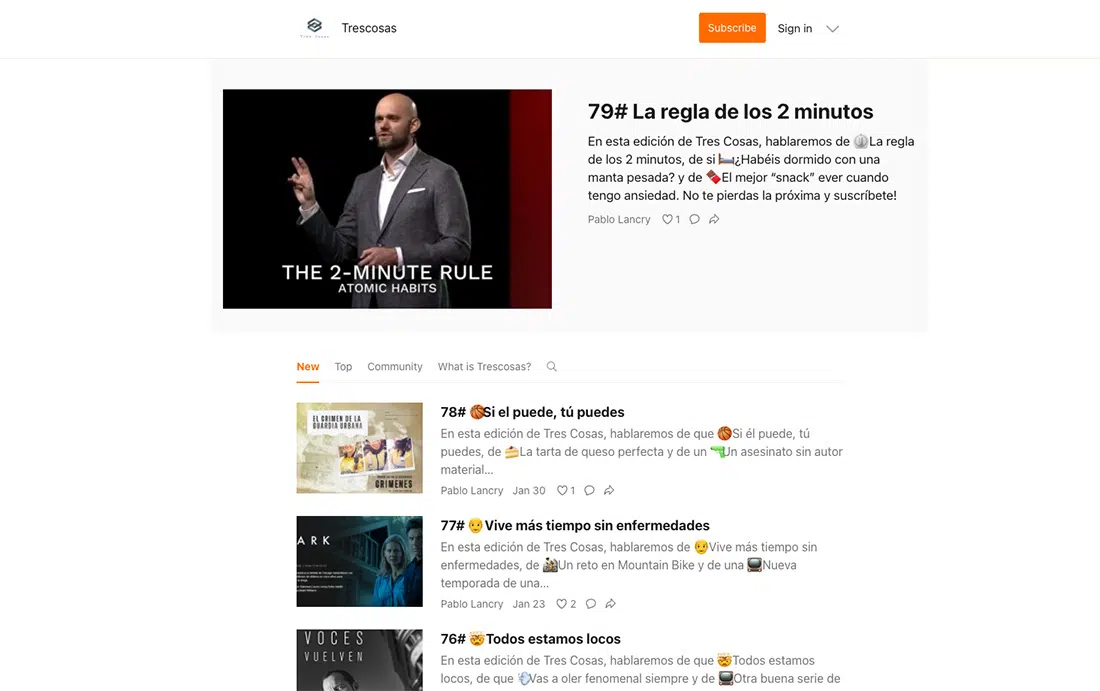 Tres Cosas
Trescosas
Subscribe
Sign in
THE 2-MINUTE RULE
ATOMIC HABITS
79# La regla de los 2 minutos
En esta edición de Tres Cosas, hablaremos de ⏲️La regla
de los 2 minutos, de si 🛏️¿Habéis dormido con una
manta pesada? y de 🍫El mejor “snack” ever cuando
tengo ansiedad. No te pierdas la próxima y suscríbete!
Pablo Lancry 1
New Top Community What is Trescosas?
EL CRIMEN DE LA
GUARDIA URBANA
CRIMENES
78# 🏀Si el puede, tú puedes
En esta edición de Tres Cosas, hablaremos de que 🏀Si él puede, tú
puedes, de 🍰La tarta de queso perfecta y de un 🔫Un asesinato sin autor
material...
Pablo Lancry Jan 30 1
ARK
77# 👴Vive más tiempo sin enfermedades
En esta edición de Tres Cosas, hablaremos de 👴Vive más tiempo sin
enfermedades, de 🚵Un reto en Mountain Bike y de una 📺Nueva
temporada de una...
Pablo Lancry Jan 23 2
VOCES
VUELVEN
76# 🤯Todos estamos locos
En esta edición de Tres Cosas, hablaremos de que 🤯Todos estamos
locos, de que 💨Vas a oler fenomenal siempre y de 📺Otra buena serie de